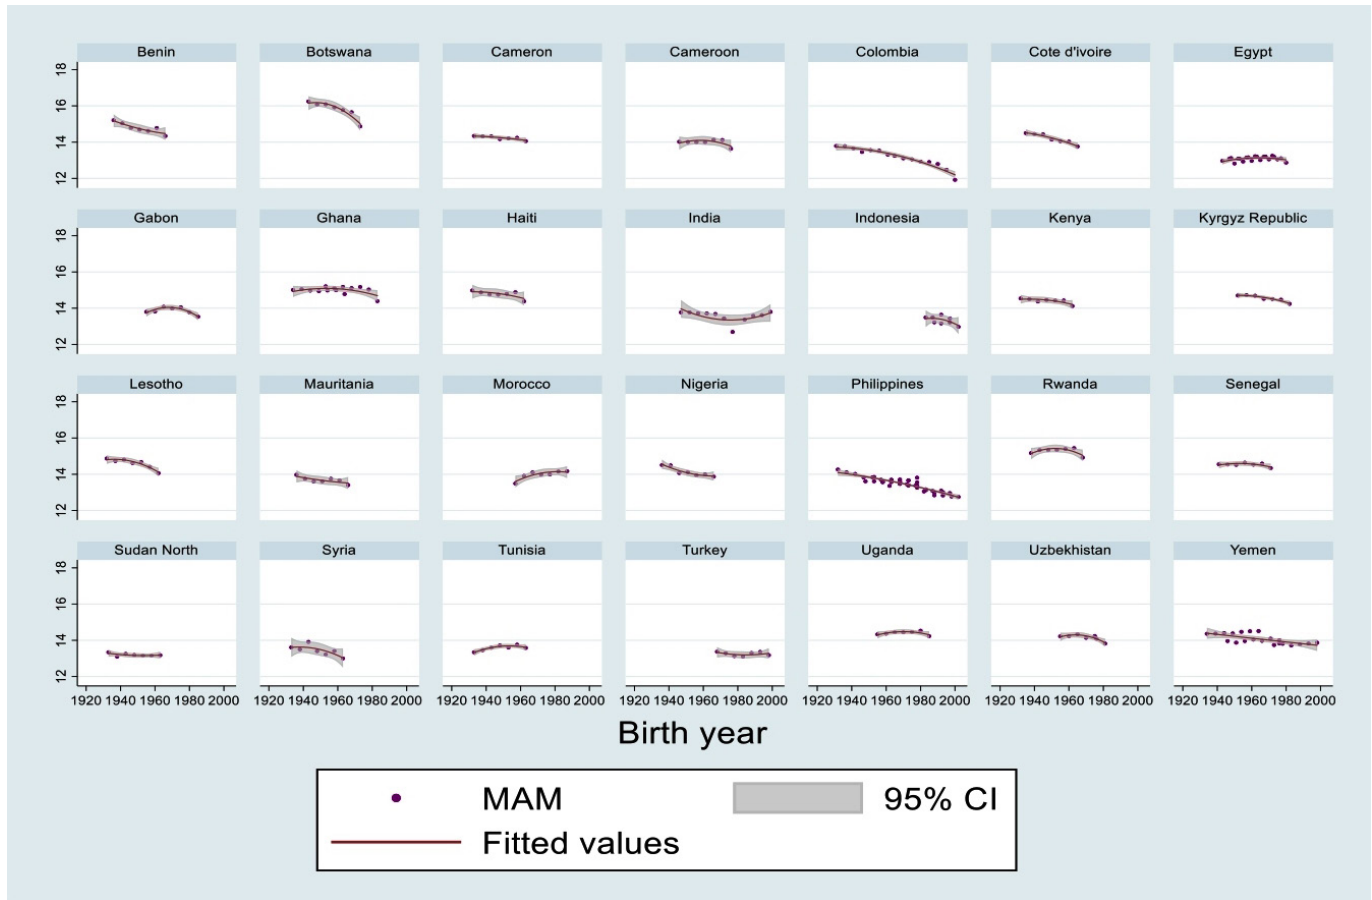 Benin Botswana Cameron Cameroon Colombia Cote d'ivoire Egypt
18
16
14
12
Gabon Ghana Haiti India Indonesia Kenya Kyrgyz Republic
18
16
14
12
Lesotho Mauritania Morocco Nigeria Philippines Rwanda Senegal
18
16
14
12
Sudan North Syria Tunisia Turkey Uganda Uzbekhistan Yemen
18
16
14
12
1920 1940 1960 1980 2000 1920 1940 1960 1980 2000 1920 1940 1960 1980 2000 1920 1940 1960 1980 2000 1920 1940 1960 1980 2000 1920 1940 1960 1980 2000 1920 1940 1960 1980 2000
Birth year
MAM 95% CI
Fitted values